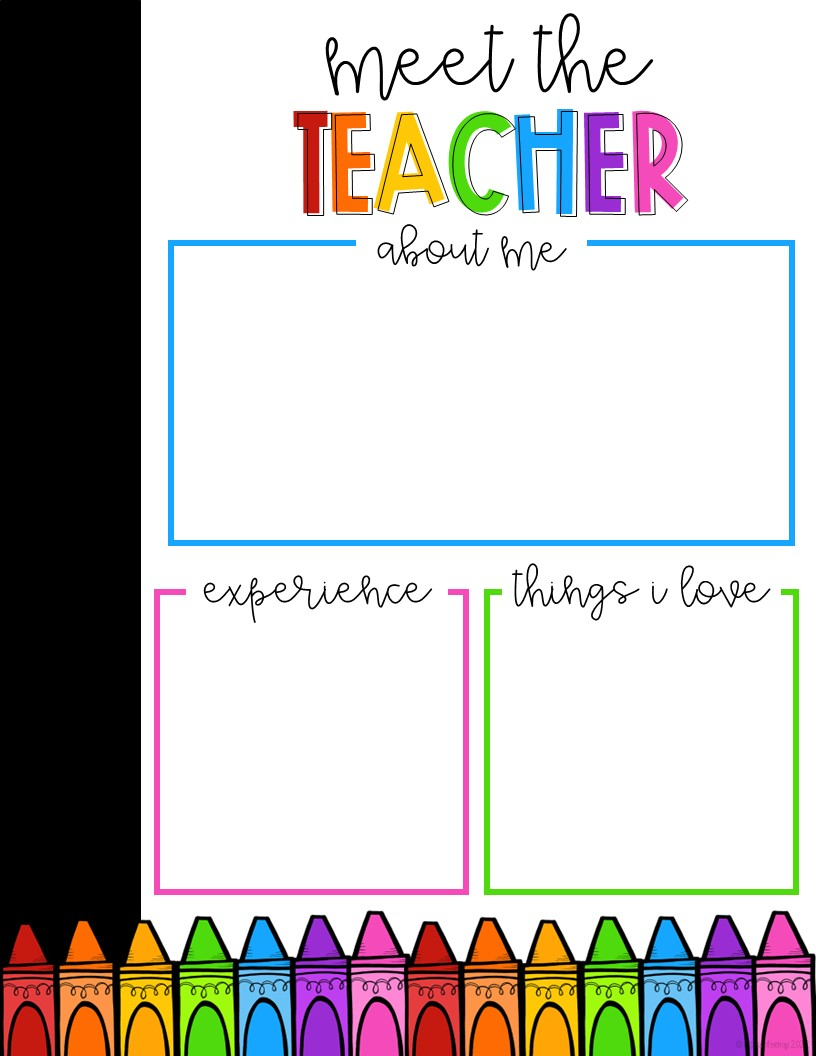 meet the
TEACHER
about me
experience
things i love